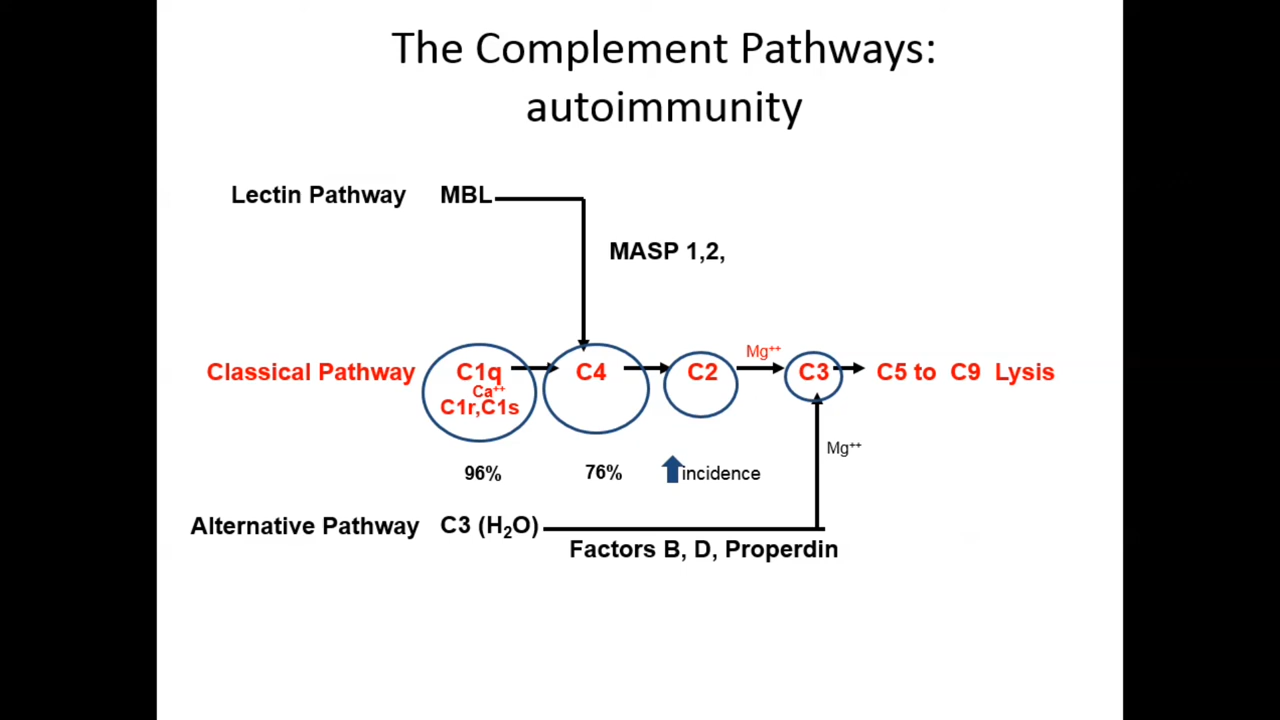 The Complement Pathways:
autoimmunity
Lectin Pathway MBL
MASP 1,2,
Classical Pathway C1q C4 C2 Mg⁺⁺ C3 C5 to C9 Lysis
Ca⁺⁺
C1r,C1s
Mg⁺⁺
96% 76% incidence
Alternative Pathway C3 (H₂O)
Factors B, D, Properdin